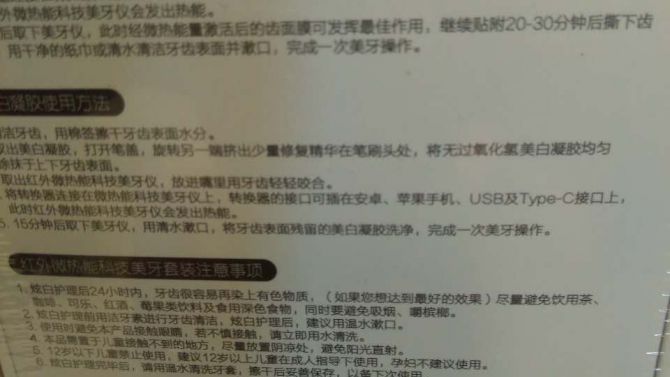 外微热能科技美牙仪会发出热能。
后取下美牙仪，此时经微热能量激活后的齿面膜可发挥最佳作用，继续贴附20-30分钟后撕下齿
用干净的纸巾或清水清洁牙齿表面并漱口，完成一次美牙操作。
白凝胶使用方法
洁牙齿，用棉签擦干牙齿表面水分。
取出美白凝胶，打开笔盖，旋转另一端挤出少量修复精华在笔刷头处，将无过氧化氢美白凝胶均匀
涂抹于上下牙齿表面。
取出红外微热能科技美牙仪，放进嘴里用牙齿轻轻咬合。
将转换器连接在微热能科技美牙仪上，转换器的接口可插在安卓、苹果手机、USB及Type-C接口上，
此时红外微热能科技美牙仪会发出热能。
5. 15分钟后取下美牙仪，用清水漱口，将牙齿表面残留的美白凝胶洗净，完成一次美牙操作。
红外微热能科技美牙套装注意事项
1. 炫白护理后24小时内，牙齿很容易再染上有色物质，（如果您想达到最好的效果）尽量避免饮用茶、
咖啡、可乐、红酒、莓果类饮料及食用深色食物，同时要避免吸烟、嚼槟榔。
2. 炫白护理前用洁牙素进行牙齿清洁，炫白护理后，建议用温水漱口。
3. 使用时避免本产品接触眼睛，若不慎接触，请立即用水清洗。
4. 本品需置于儿童接触不到的地方，尽量放置阴凉处，避免阳光直射。
5. 12岁以下儿童禁止使用，建议12岁以上儿童在成人指导下使用，孕妇不建议使用。
6. 炫白护理完毕后，请用温水清洗牙套，擦干后妥善保存，以备下次使用。